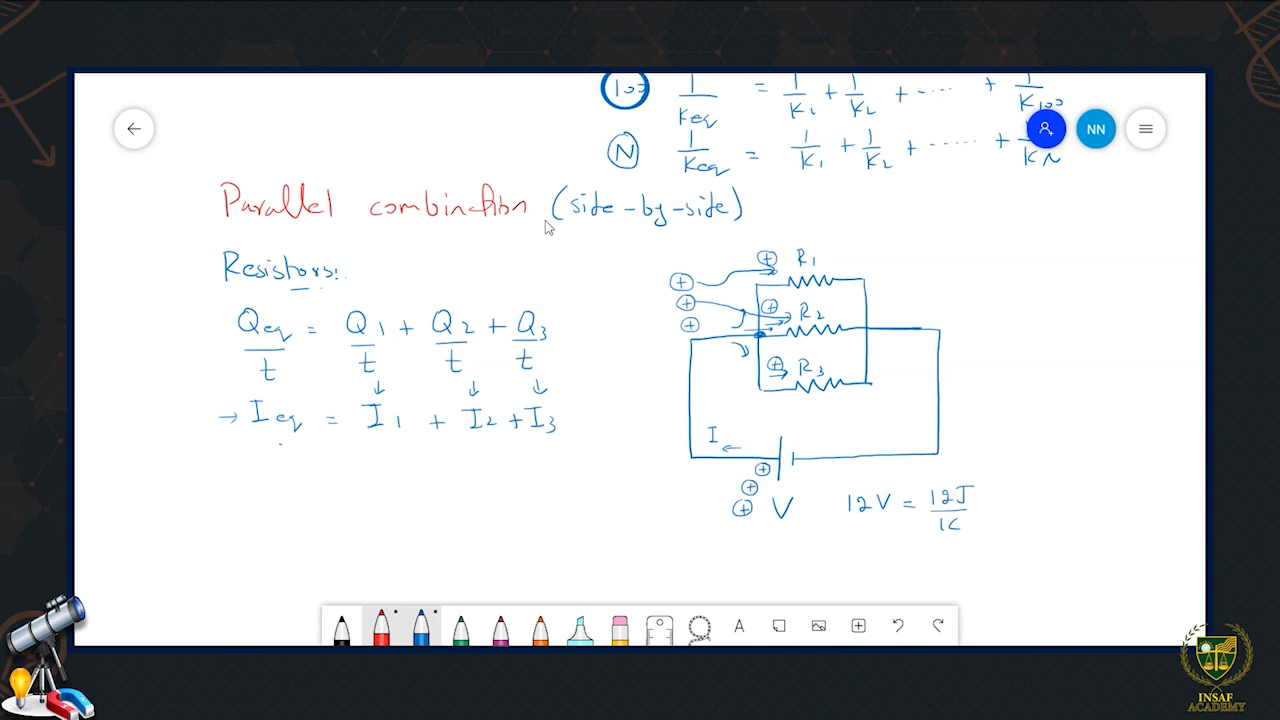 100 1/Keq = 1/K1 + 1/K2 + ..... + 1/K100
N 1/Keq = 1/K1 + 1/K2 + ..... + 1/KN
NN
Parallel combination (side-by-side)
Resistors:
Qeq/t = Q1/t + Q2/t + Q3/t
→ Ieq = I1 + I2 + I3
R1
R2
R3
I
V
12V = 12J/1C
A
INSAF
ACADEMY